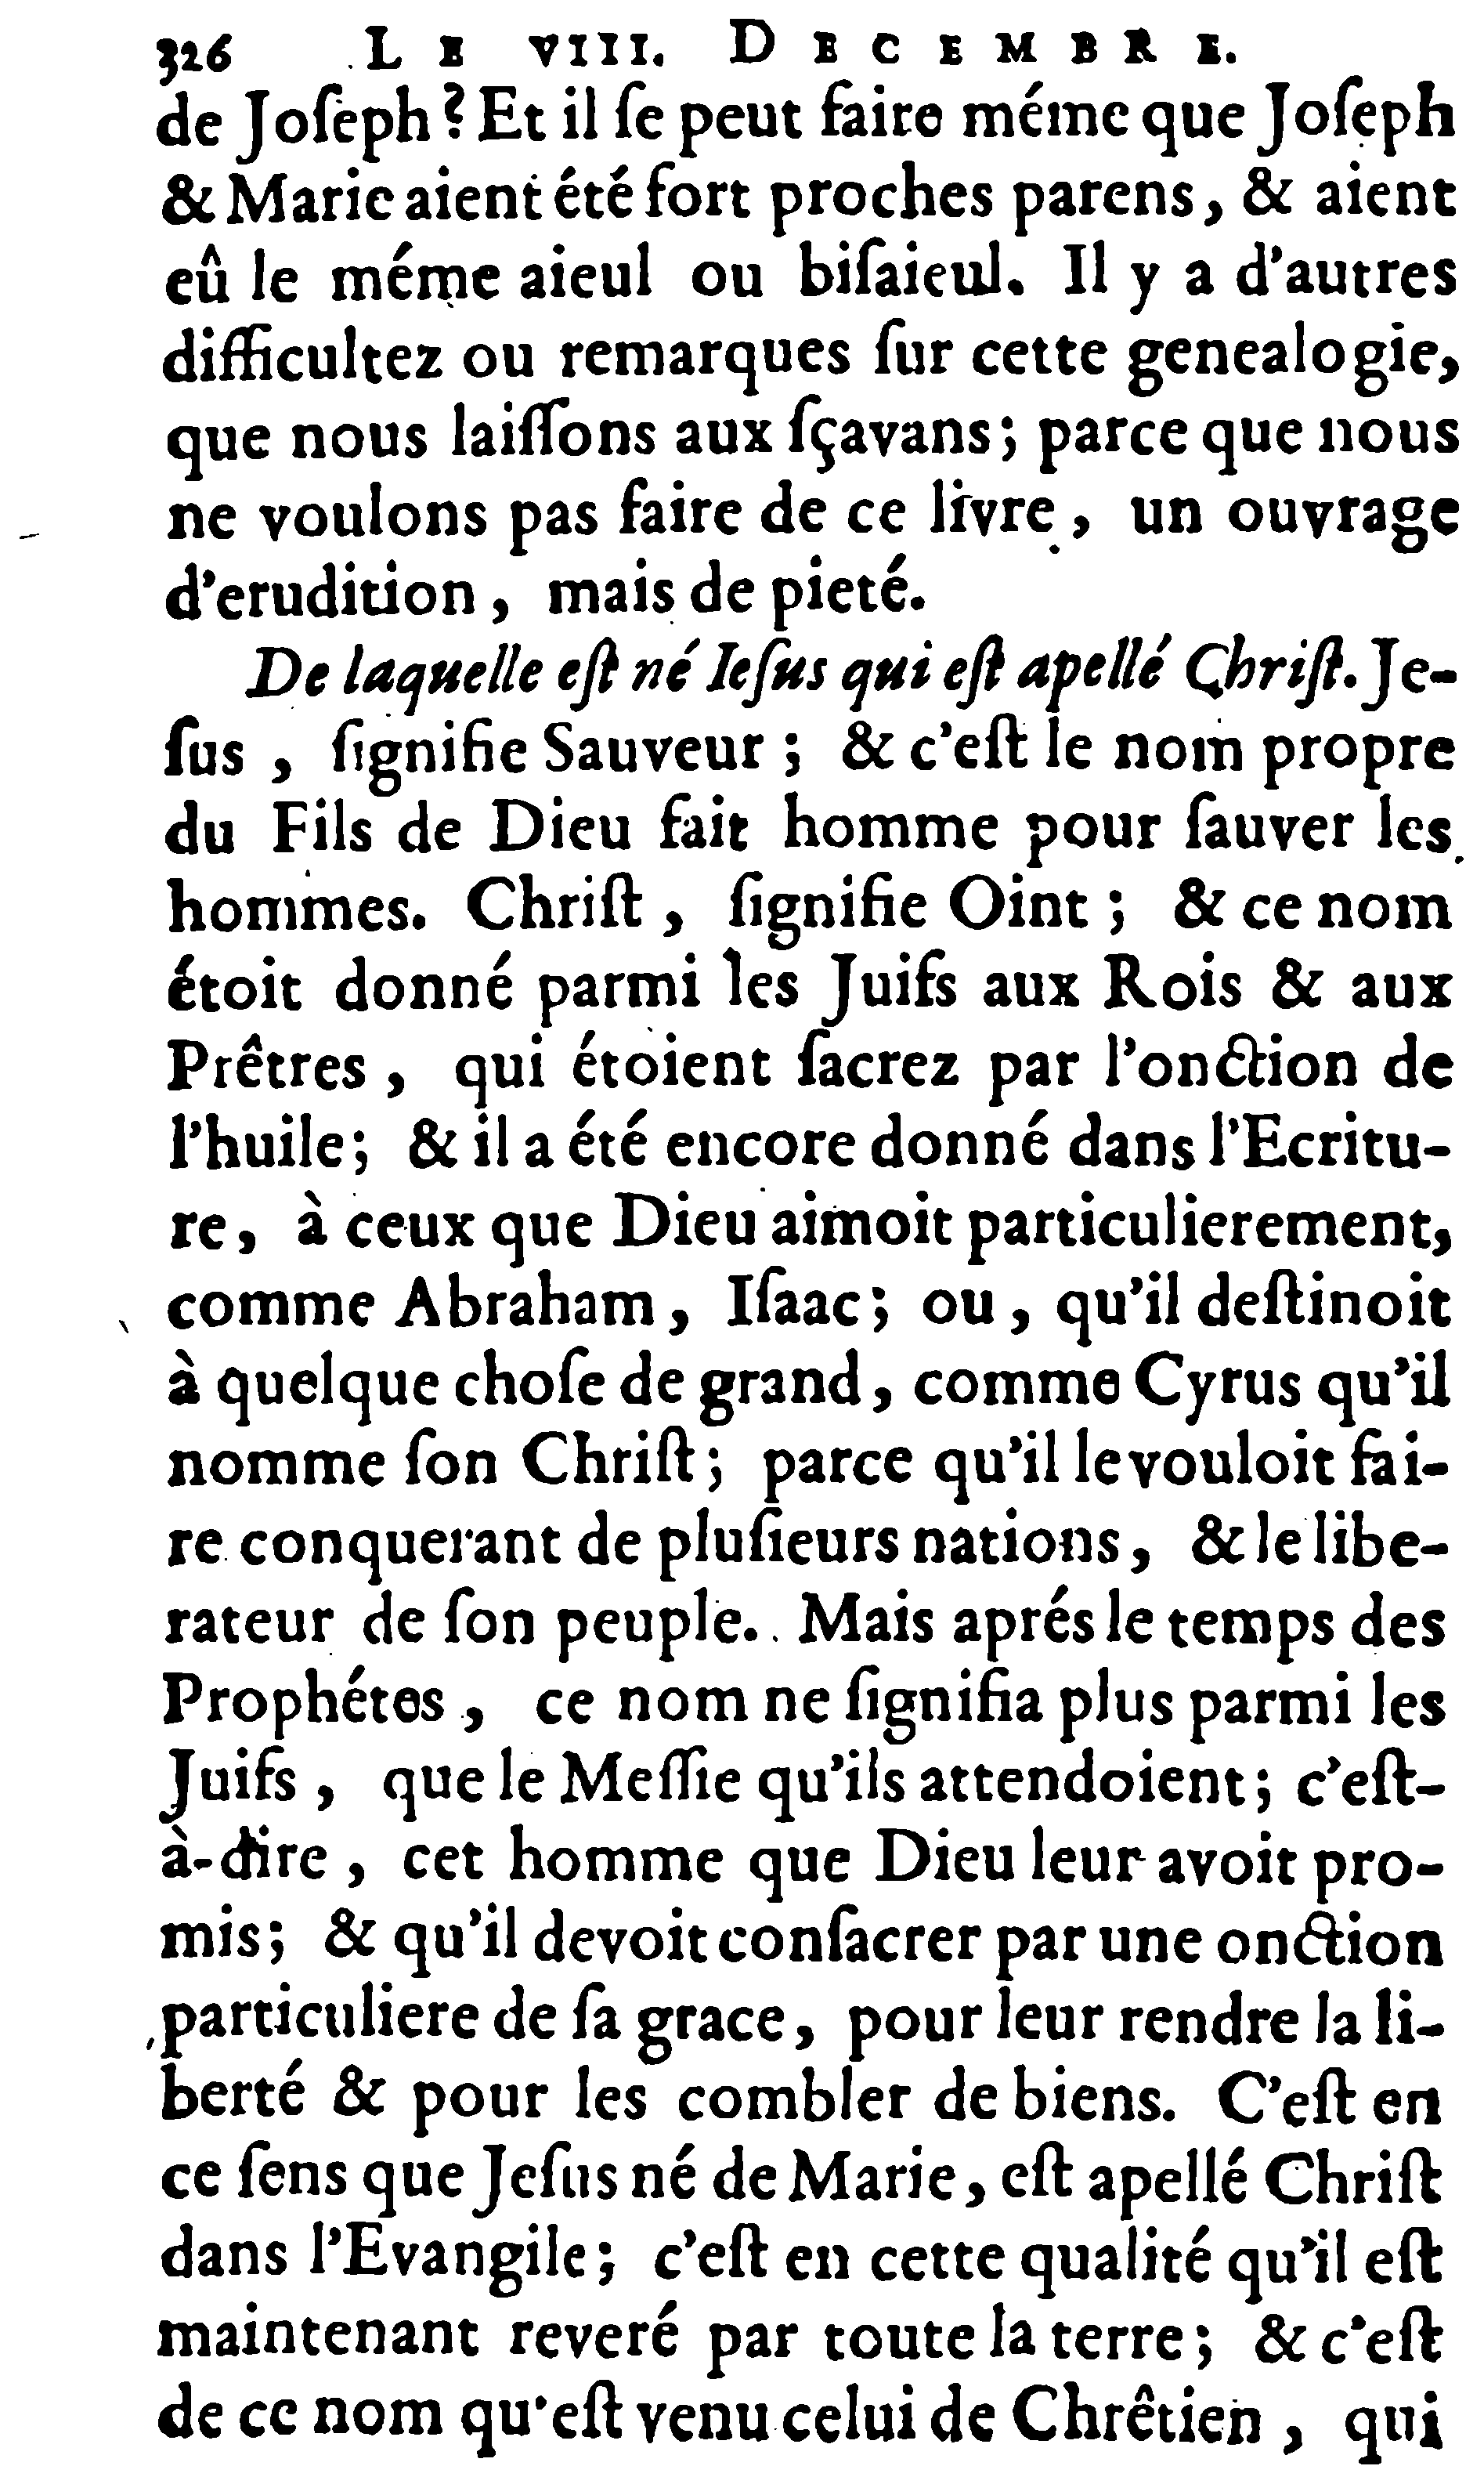 326 LE VIII. DECEMBRE.
de Joſeph? Et il ſe peut faire méme que Joſeph
& Marie aient été fort proches parens, & aient
eû le méme aieul ou biſaieul. Il y a d'autres
difficultez ou remarques ſur cette genealogie,
que nous laiſſons aux ſçavans; parce que nous
ne voulons pas faire de ce livre, un ouvrage
d'erudition, mais de pieté.
De laquelle eſt né Ieſus qui eſt apellé Chriſt. Je-
ſus, ſignifie Sauveur; & c'eſt le nom propre
du Fils de Dieu fait homme pour ſauver les
hommes. Chriſt, ſignifie Oint; & ce nom
étoit donné parmi les Juifs aux Rois & aux
Prêtres, qui étoient ſacrez par l'onction de
l'huile; & il a été encore donné dans l'Ecritu-
re, à ceux que Dieu aimoit particulierement,
comme Abraham, Iſaac; ou, qu'il deſtinoit
à quelque choſe de grand, comme Cyrus qu'il
nomme ſon Chriſt; parce qu'il le vouloit fai-
re conquerant de pluſieurs nations, & le libe-
rateur de ſon peuple. Mais aprés le temps des
Prophétes, ce nom ne ſignifia plus parmi les
Juifs, que le Meſſie qu'ils attendoient; c'eſt-
à-dire, cet homme que Dieu leur avoit pro-
mis; & qu'il devoit conſacrer par une onction
particuliere de ſa grace, pour leur rendre la li-
berté & pour les combler de biens. C'eſt en
ce ſens que Jeſus né de Marie, eſt apellé Chriſt
dans l'Evangile; c'eſt en cette qualité qu'il eſt
maintenant reveré par toute la terre; & c'eſt
de ce nom qu'eſt venu celui de Chrêtien, qui